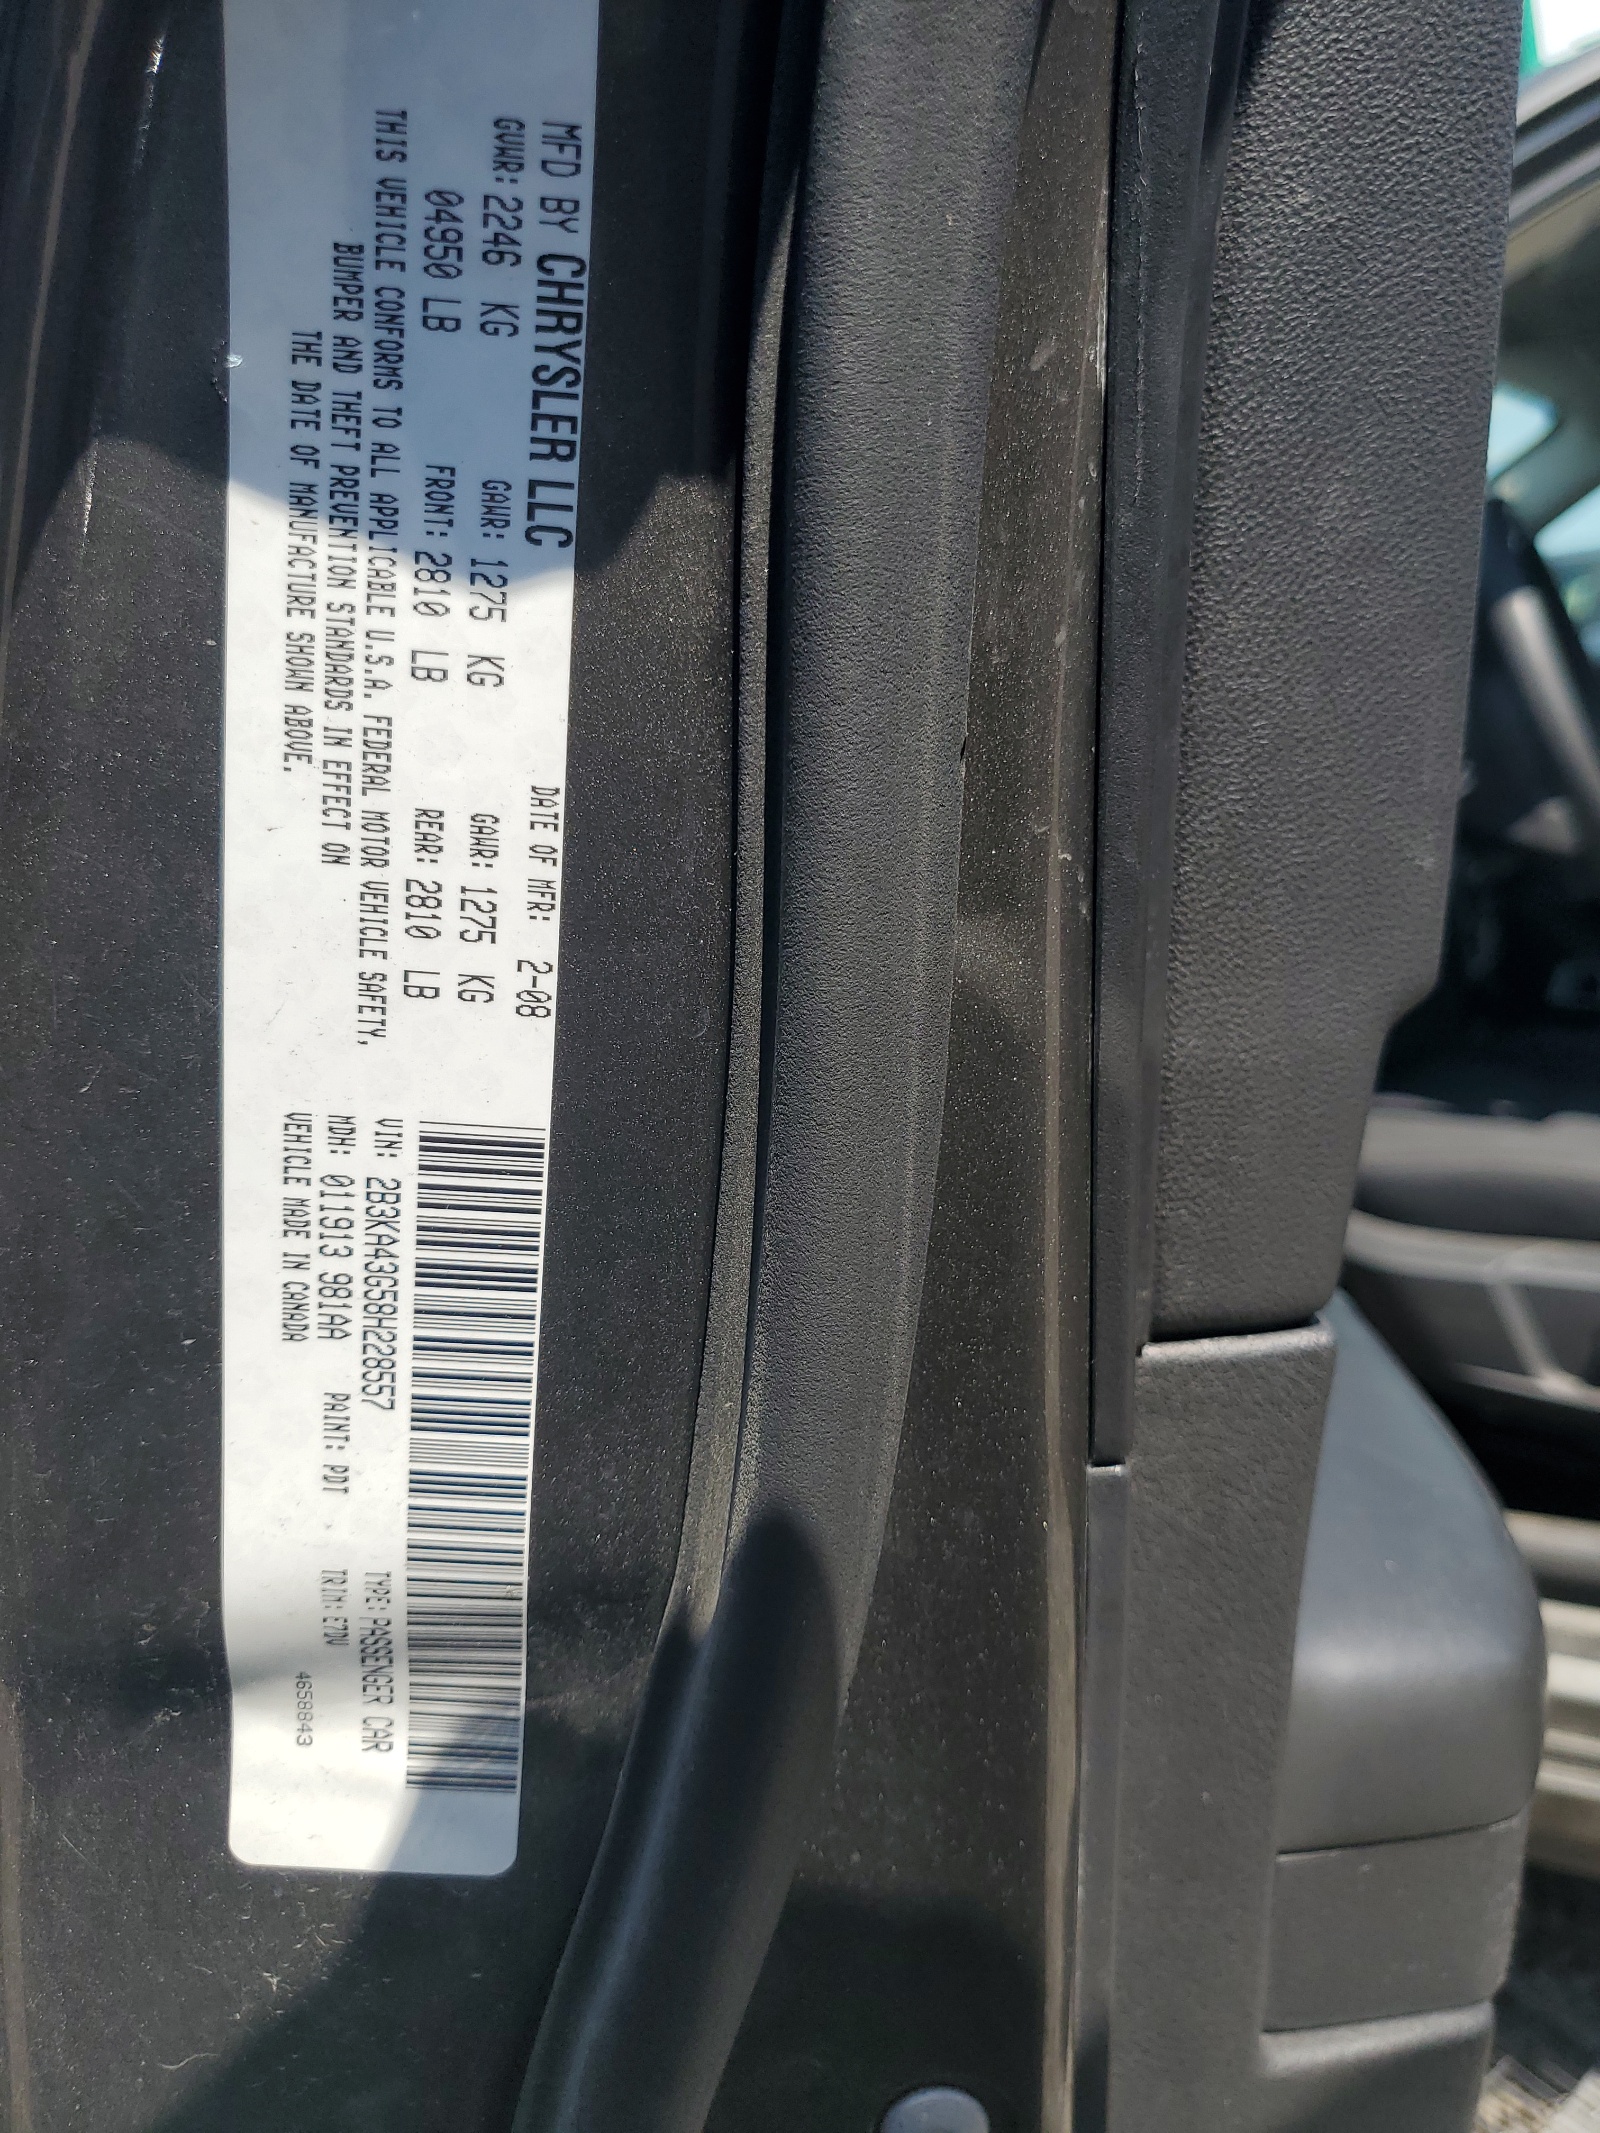 MFD BY CHRYSLER LLC DATE OF MFR: 2-08
GVWR: 2246 KG GAWR: 1275 KG GAWR: 1275 KG
04950 LB FRONT: 2810 LB REAR: 2810 LB
THIS VEHICLE CONFORMS TO ALL APPLICABLE U.S.A. FEDERAL MOTOR VEHICLE SAFETY,
BUMPER AND THEFT PREVENTION STANDARDS IN EFFECT ON
THE DATE OF MANUFACTURE SHOWN ABOVE.
VIN: 2B3KA43G58H228557 TYPE: PASSENGER CAR
MDH: 011913 981AA PAINT: PDT TRIM: E7DV
VEHICLE MADE IN CANADA 4658843